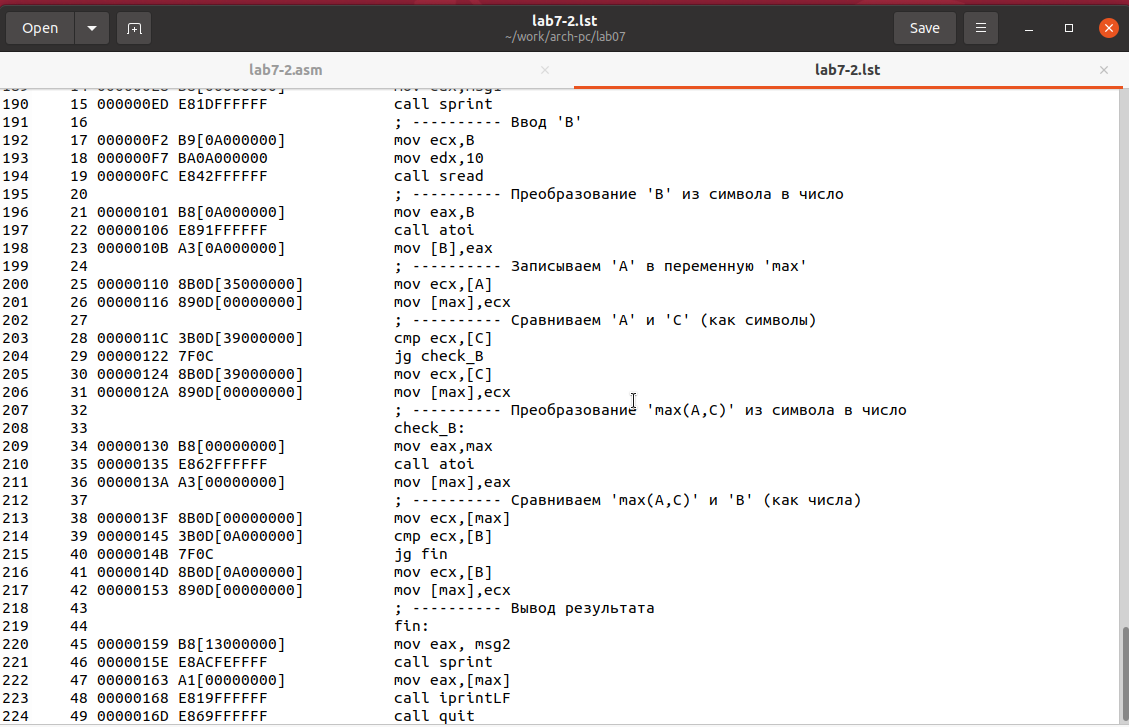 Open
lab7-2.lst
~/work/arch-pc/lab07
Save
lab7-2.asm
lab7-2.lst
190 15 000000ED E81DFFFFFF call sprint
191 16 ; ---------- Ввод 'B'
192 17 000000F2 B9[0A000000] mov ecx,B
193 18 000000F7 BA0A000000 mov edx,10
194 19 000000FC E842FFFFFF call sread
195 20 ; ---------- Преобразование 'B' из символа в число
196 21 00000101 B8[0A000000] mov eax,B
197 22 00000106 E891FFFFFF call atoi
198 23 0000010B A3[0A000000] mov [B],eax
199 24 ; ---------- Записываем 'A' в переменную 'max'
200 25 00000110 8B0D[35000000] mov ecx,[A]
201 26 00000116 890D[00000000] mov [max],ecx
202 27 ; ---------- Сравниваем 'A' и 'С' (как символы)
203 28 0000011C 3B0D[39000000] cmp ecx,[C]
204 29 00000122 7F0C jg check_B
205 30 00000124 8B0D[39000000] mov ecx,[C]
206 31 0000012A 890D[00000000] mov [max],ecx
207 32 ; ---------- Преобразование 'max(A,C)' из символа в число
208 33 check_B:
209 34 00000130 B8[00000000] mov eax,max
210 35 00000135 E862FFFFFF call atoi
211 36 0000013A A3[00000000] mov [max],eax
212 37 ; ---------- Сравниваем 'max(A,C)' и 'B' (как числа)
213 38 0000013F 8B0D[00000000] mov ecx,[max]
214 39 00000145 3B0D[0A000000] cmp ecx,[B]
215 40 0000014B 7F0C jg fin
216 41 0000014D 8B0D[0A000000] mov ecx,[B]
217 42 00000153 890D[00000000] mov [max],ecx
218 43 ; ---------- Вывод результата
219 44 fin:
220 45 00000159 B8[13000000] mov eax, msg2
221 46 0000015E E8ACFEFFFF call sprint
222 47 00000163 A1[00000000] mov eax,[max]
223 48 00000168 E819FFFFFF call iprintLF
224 49 0000016D E869FFFFFF call quit